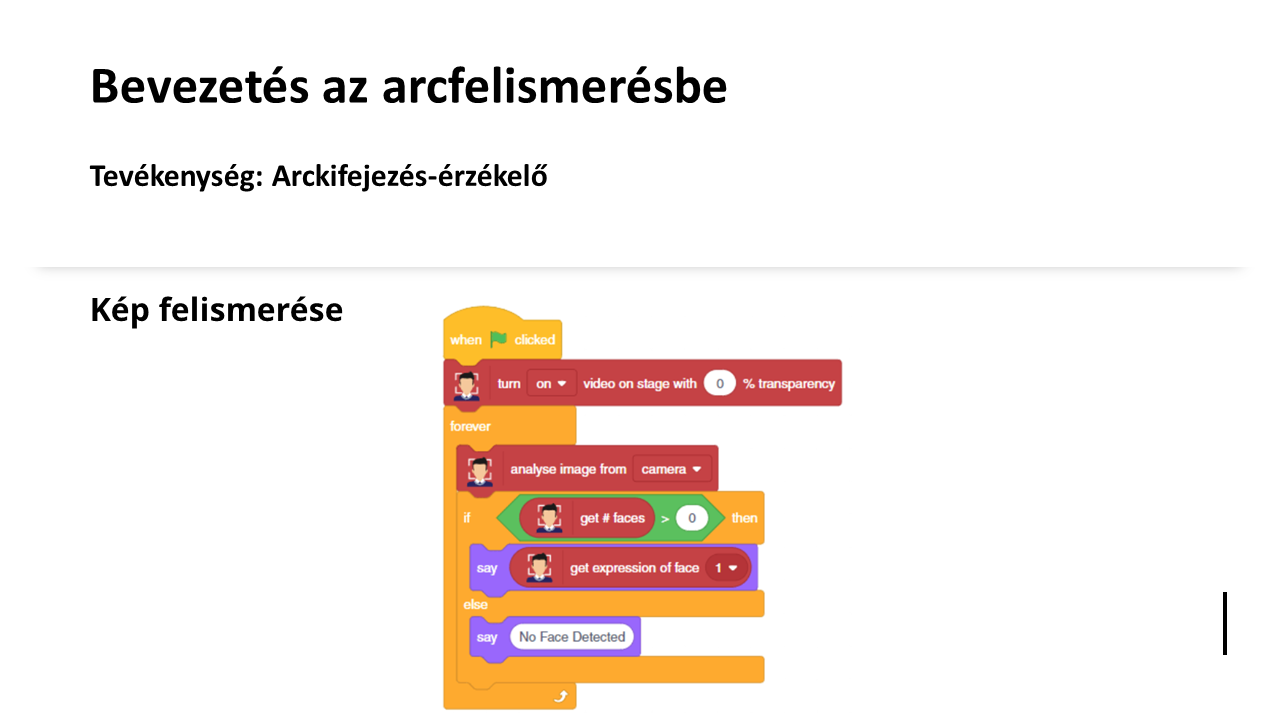 Bevezetés az arcfelismerésbe
Tevékenység: Arckifejezés-érzékelő
Kép felismerése
when clicked
turn on video on stage with 0 % transparency
forever
analyse image from camera
if get # faces > 0 then
say get expression of face 1
else
say No Face Detected